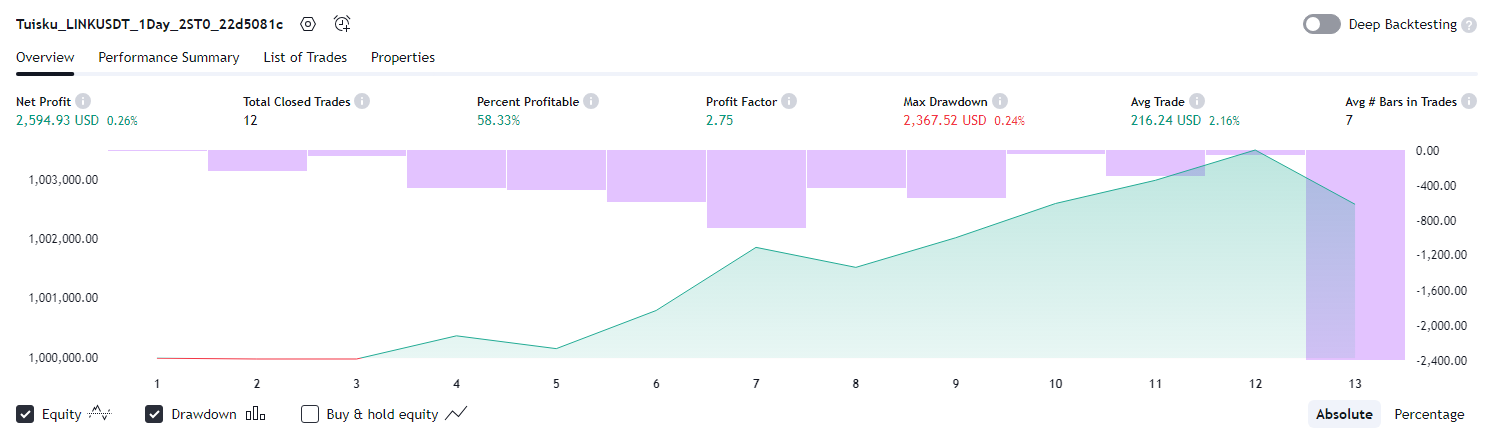 Tuisku_LINKUSDT_1Day_2ST0_22d5081c Deep Backtesting ?
Overview Performance Summary List of Trades Properties
Net Profit i Total Closed Trades i Percent Profitable i Profit Factor i Max Drawdown i Avg Trade i Avg # Bars in Trades i
2,594.93 USD 0.26% 12 58.33% 2.75 2,367.52 USD 0.24% 216.24 USD 2.16% 7
0.00
1,003,000.00 -400.00
-800.00
1,002,000.00 -1,200.00
1,001,000.00 -1,600.00
-2,000.00
1,000,000.00 -2,400.00
1 2 3 4 5 6 7 8 9 10 11 12 13
Equity Drawdown Buy & hold equity Absolute Percentage